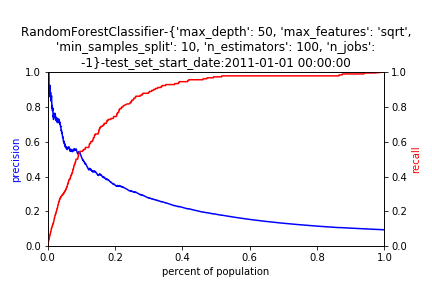 RandomForestClassifier-{'max_depth': 50, 'max_features': 'sqrt',
'min_samples_split': 10, 'n_estimators': 100, 'n_jobs':
-1}-test_set_start_date:2011-01-01 00:00:00
1.0
0.8
0.6
0.4
0.2
0.0
precision
1.0
0.8
0.6
0.4
0.2
0.0
recall
0.0 0.2 0.4 0.6 0.8 1.0
percent of population